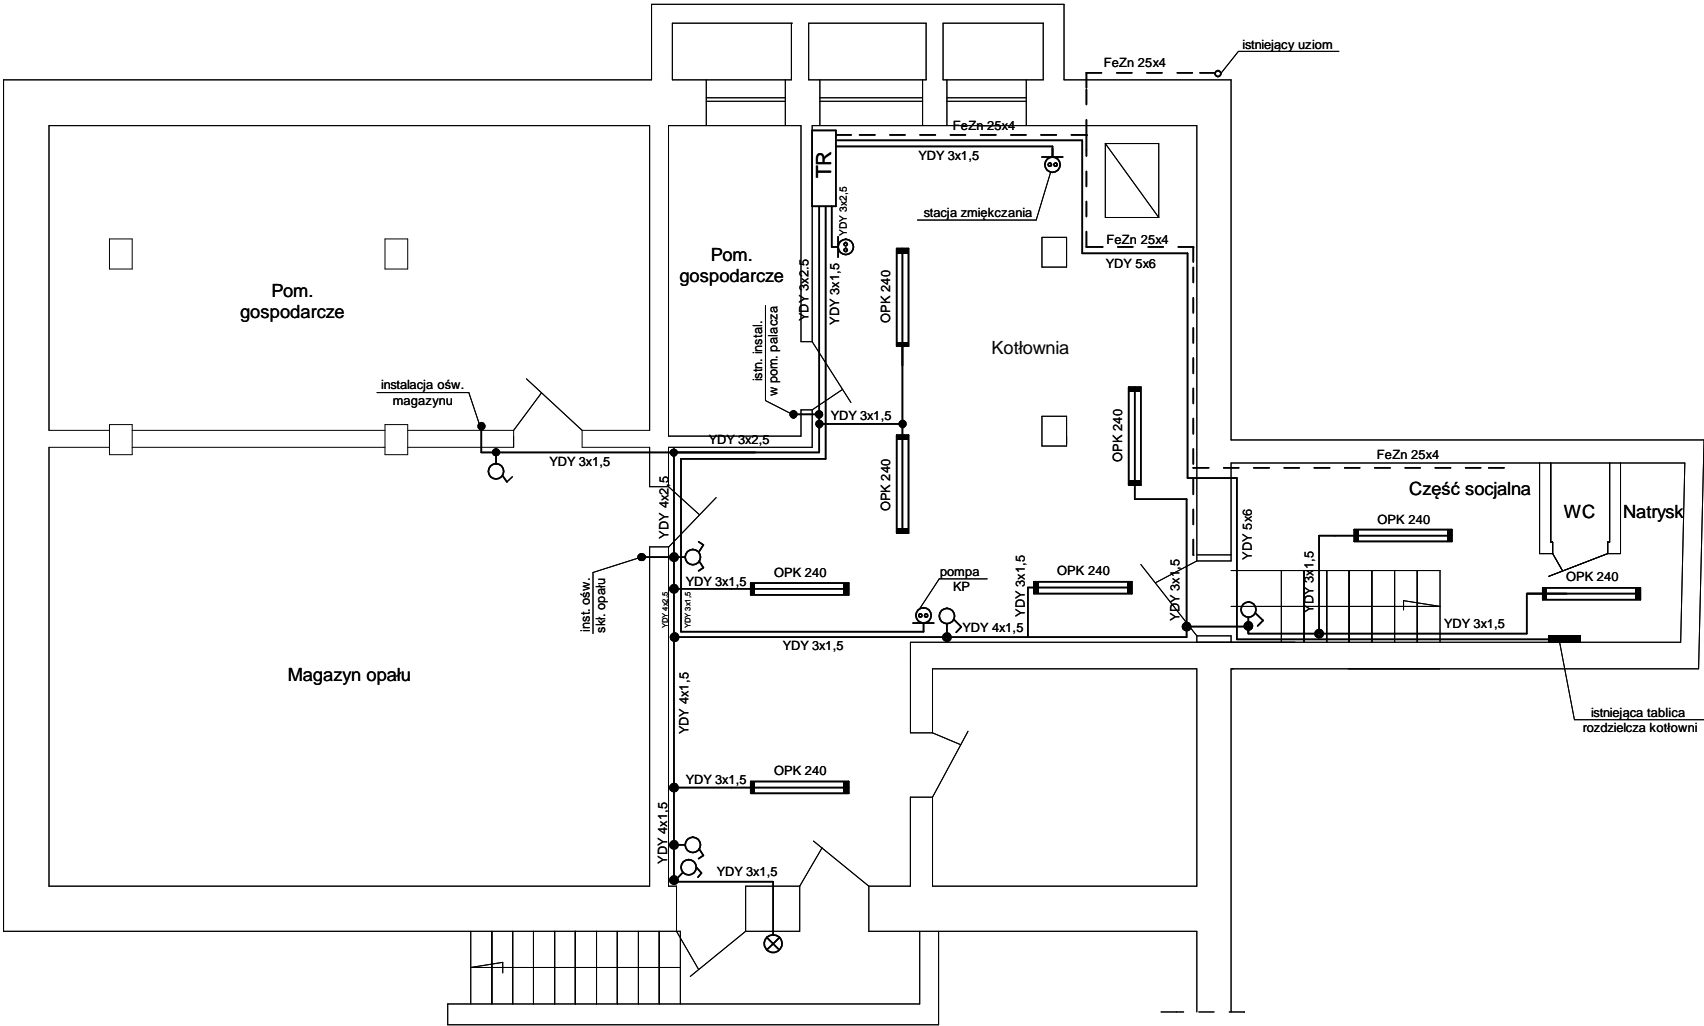 istniejący uziom
FeZn 25x4
FeZn 25x4
YDY 3x1,5
TR
stacja zmiękczania
YDY 3x2,5
FeZn 25x4
YDY 5x6
Pom.
gospodarcze
Pom.
gospodarcze
YDY 3x2.5
YDY 3x1,5
OPK 240
Kotłownia
istn. instal.
w pom. palacza
instalacja ośw.
magazynu
YDY 3x1,5
OPK 240
YDY 3x2,5
YDY 3x1,5
FeZn 25x4
OPK 240
YDY 4x2,5
Część socjalna
WC
Natrysk
OPK 240
YDY 5x6
inst. ośw.
skł. opału
YDY 3x1,5
OPK 240
pompa
KP
YDY 3x1,5
OPK 240
YDY 3x1,5
YDY 3x1,5
OPK 240
YDY 4x2,5
YDY 3x1,5
YDY 4x1,5
YDY 3x1,5
YDY 3x1,5
Magazyn opału
YDY 4x1,5
istniejąca tablica
rozdzielcza kotłowni
YDY 3x1,5
OPK 240
YDY 4x1,5
YDY 3x1,5